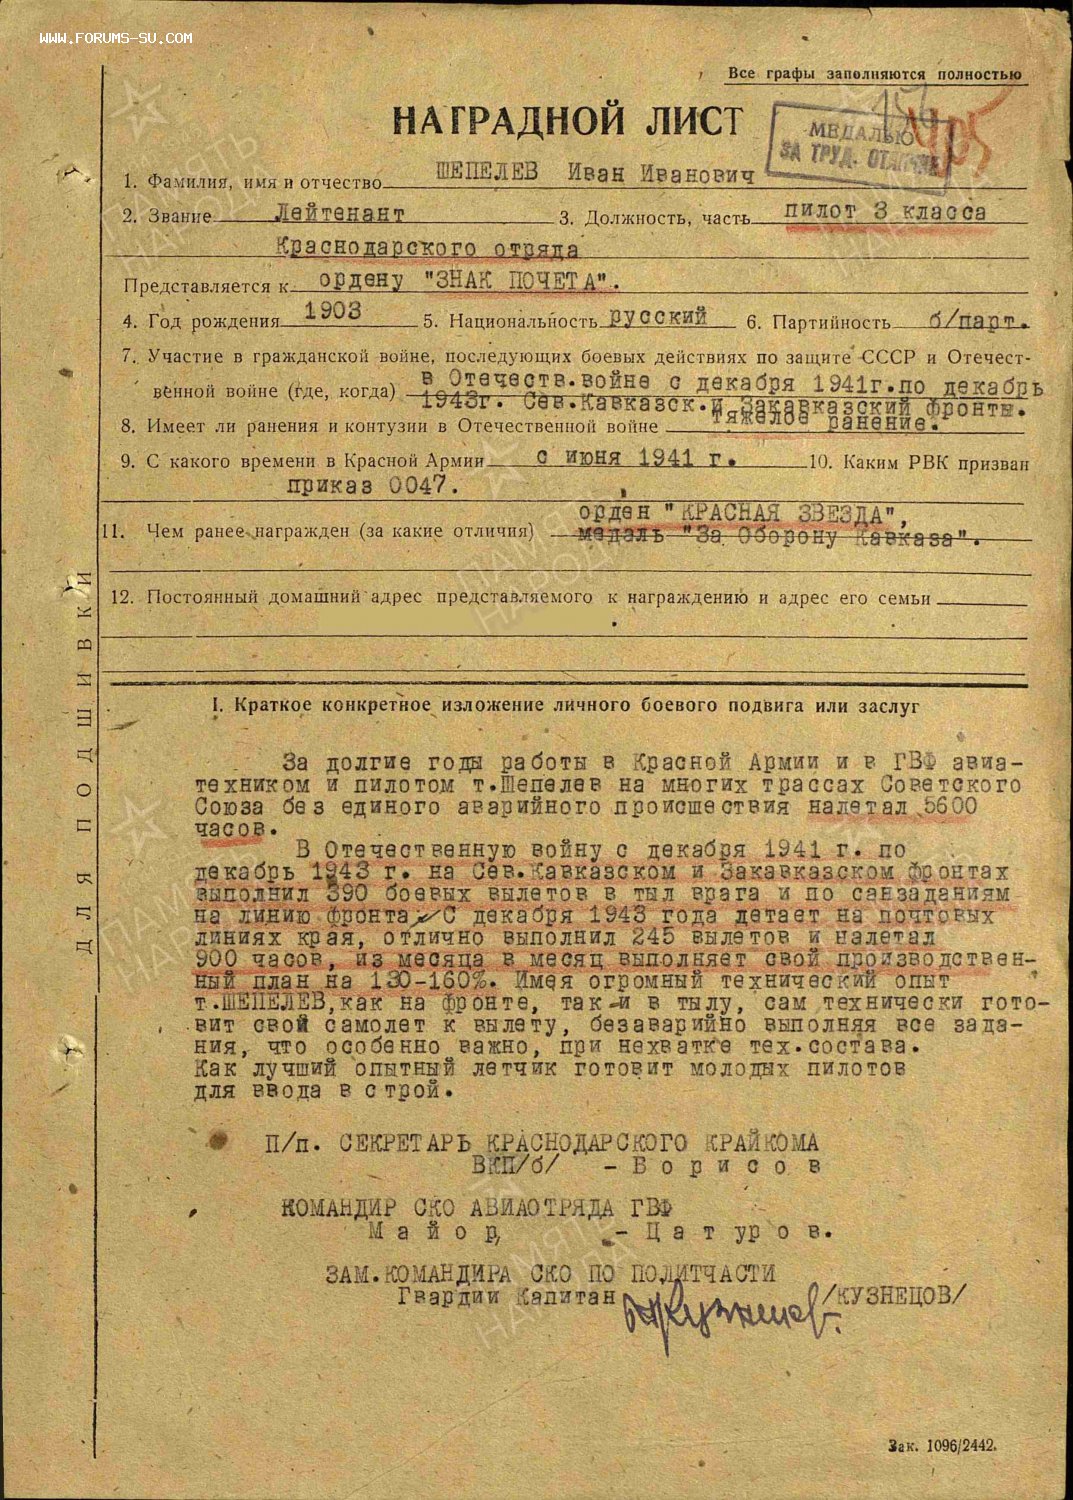 WWW.FORUMS-SU.COM
Все графы заполняются полностью
НАГРАДНОЙ ЛИСТ
МЕДАЛЬЮ
ЗА ТРУД. ОТЛИЧИЕ
1. Фамилия, имя и отчество ШЕПЕЛЕВ Иван Иванович
2. Звание Лейтенант 3. Должность, часть пилот 3 класса
Краснодарского отряда
Представляется к ордену "ЗНАК ПОЧЕТА".
4. Год рождения 1903 5. Национальность русский 6. Партийность б/парт.
7. Участие в гражданской войне, последующих боевых действиях по защите СССР и Отечест-
венной войне (где, когда) в Отечеств.войне с декабря 1941г.по декабрь
1943г. Сев.Кавказск.и Закавказский фронты.
8. Имеет ли ранения и контузии в Отечественной войне тяжелое ранение.
9. С какого времени в Красной Армии с июня 1941 г. 10. Каким РВК призван
приказ 0047.
орден "КРАСНАЯ ЗВЕЗДА",
11. Чем ранее награжден (за какие отличия) медаль "За Оборону Кавказа".
12. Постоянный домашний адрес представляемого к награждению и адрес его семьи
ДЛЯ ПОДШИВКИ
I. Краткое конкретное изложение личного боевого подвига или заслуг
За долгие годы работы в Красной Армии и в ГВФ авиа-
техником и пилотом т.Шепелев на многих трассах Советского
Союза без единого аварийного происшествия налетал 5600
часов.
В Отечественную войну с декабря 1941 г. по
декабрь 1943 г. на Сев.Кавказском и Закавказском фронтах
выполнил 390 боевых вылетов в тыл врага и по санзаданиям
на линию фронта. С декабря 1943 года летает на почтовых
линиях края, отлично выполнил 245 вылетов и налетал
900 часов, из месяца в месяц выполняет свой производствен-
ный план на 130-160%. Имея огромный технический опыт
т.ШЕПЕЛЕВ, как на фронте, так и в тылу, сам технически гото-
вит свой самолет к вылету, безаварийно выполняя все зада-
ния, что особенно важно, при нехватке тех.состава.
Как лучший опытный летчик готовит молодых пилотов
для ввода в строй.
П/п. СЕКРЕТАРЬ КРАСНОДАРСКОГО КРАЙКОМА
ВКП/б/ - Борисов
КОМАНДИР СКО АВИАОТРЯДА ГВФ
Майор, - Цатуров.
ЗАМ.КОМАНДИРА СКО ПО ПОЛИТЧАСТИ
Гвардии Капитан /КУЗНЕЦОВ/
Зак. 1096/2442.